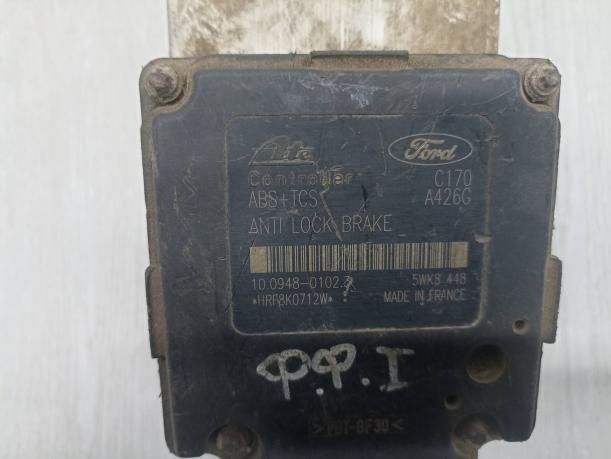 Ate Ford
Controller C170
ABS+TCS A426G
ANTI LOCK BRAKE
10.0948-0102. 5WK8 448
*HRF8K0712W* MADE IN FRANCE
Ф.Ф.I
>PBT-GF30<